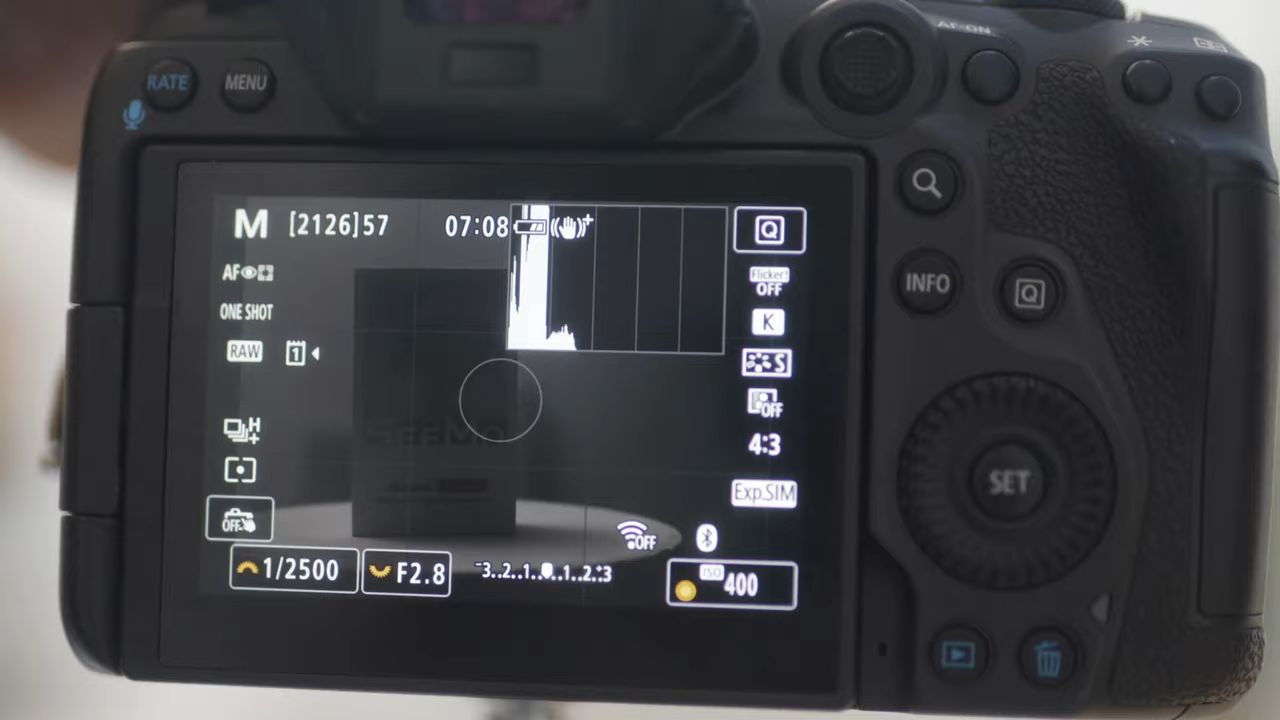 AF-ON
RATE
MENU
M [2126]57 07:08
Q
AF
Flicker!
OFF
ONE SHOT
K
RAW 1
S
OFF
H+
4:3
Exp.SIM
OFF
OFF
1/2500 F2.8 -3..2..1..0..1..2..+3 ISO 400
INFO
Q
SET